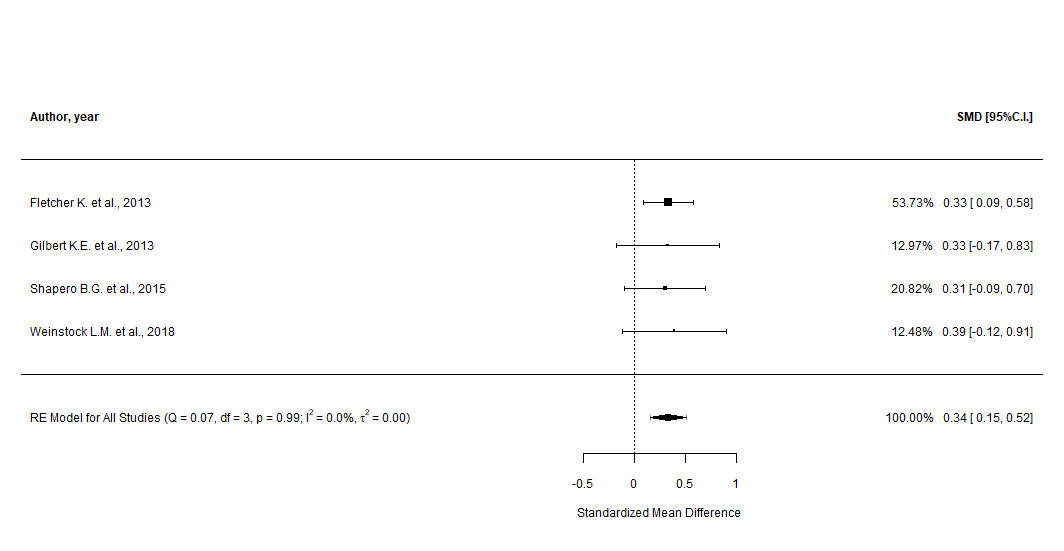 Author, year SMD [95%C.I.]
Fletcher K. et al., 2013 53.73% 0.33 [ 0.09, 0.58]
Gilbert K.E. et al., 2013 12.97% 0.33 [-0.17, 0.83]
Shapero B.G. et al., 2015 20.82% 0.31 [-0.09, 0.70]
Weinstock L.M. et al., 2018 12.48% 0.39 [-0.12, 0.91]
RE Model for All Studies (Q = 0.07, df = 3, p = 0.99; I² = 0.0%, τ² = 0.00) 100.00% 0.34 [ 0.15, 0.52]
-0.5 0 0.5 1
Standardized Mean Difference